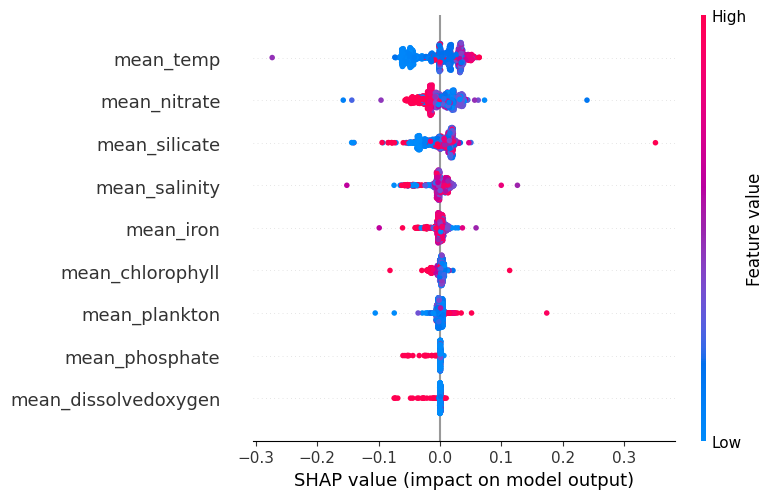 High
mean_temp
mean_nitrate
mean_silicate
mean_salinity
mean_iron
mean_chlorophyll
mean_plankton
mean_phosphate
mean_dissolvedoxygen
Feature value
Low
−0.3 −0.2 −0.1 0.0 0.1 0.2 0.3
SHAP value (impact on model output)